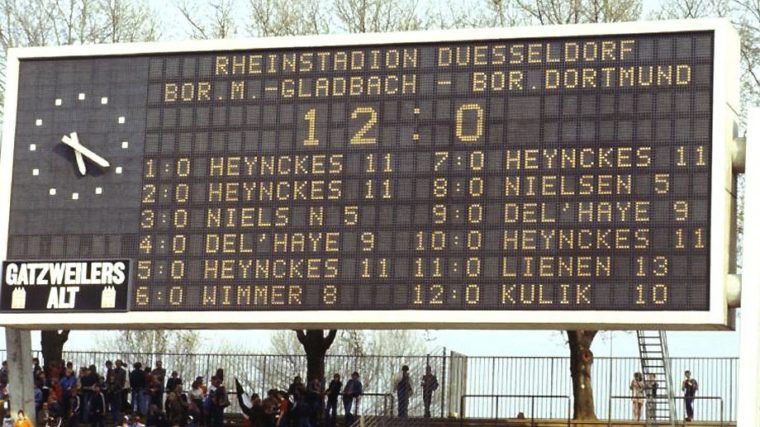 RHEINSTADION DUESSELDORF
BOR.M.-GLADBACH - BOR.DORTMUND
12:0
1:0 HEYNCKES 11 7:0 HEYNCKES 11
2:0 HEYNCKES 11 8:0 NIELSEN 5
3:0 NIELS N 5 9:0 DEL'HAYE 9
4:0 DEL'HAYE 9 10:0 HEYNCKES 11
5:0 HEYNCKES 11 11:0 LIENEN 13
6:0 WIMMER 8 12:0 KULIK 10
GATZWEILERS
ALT